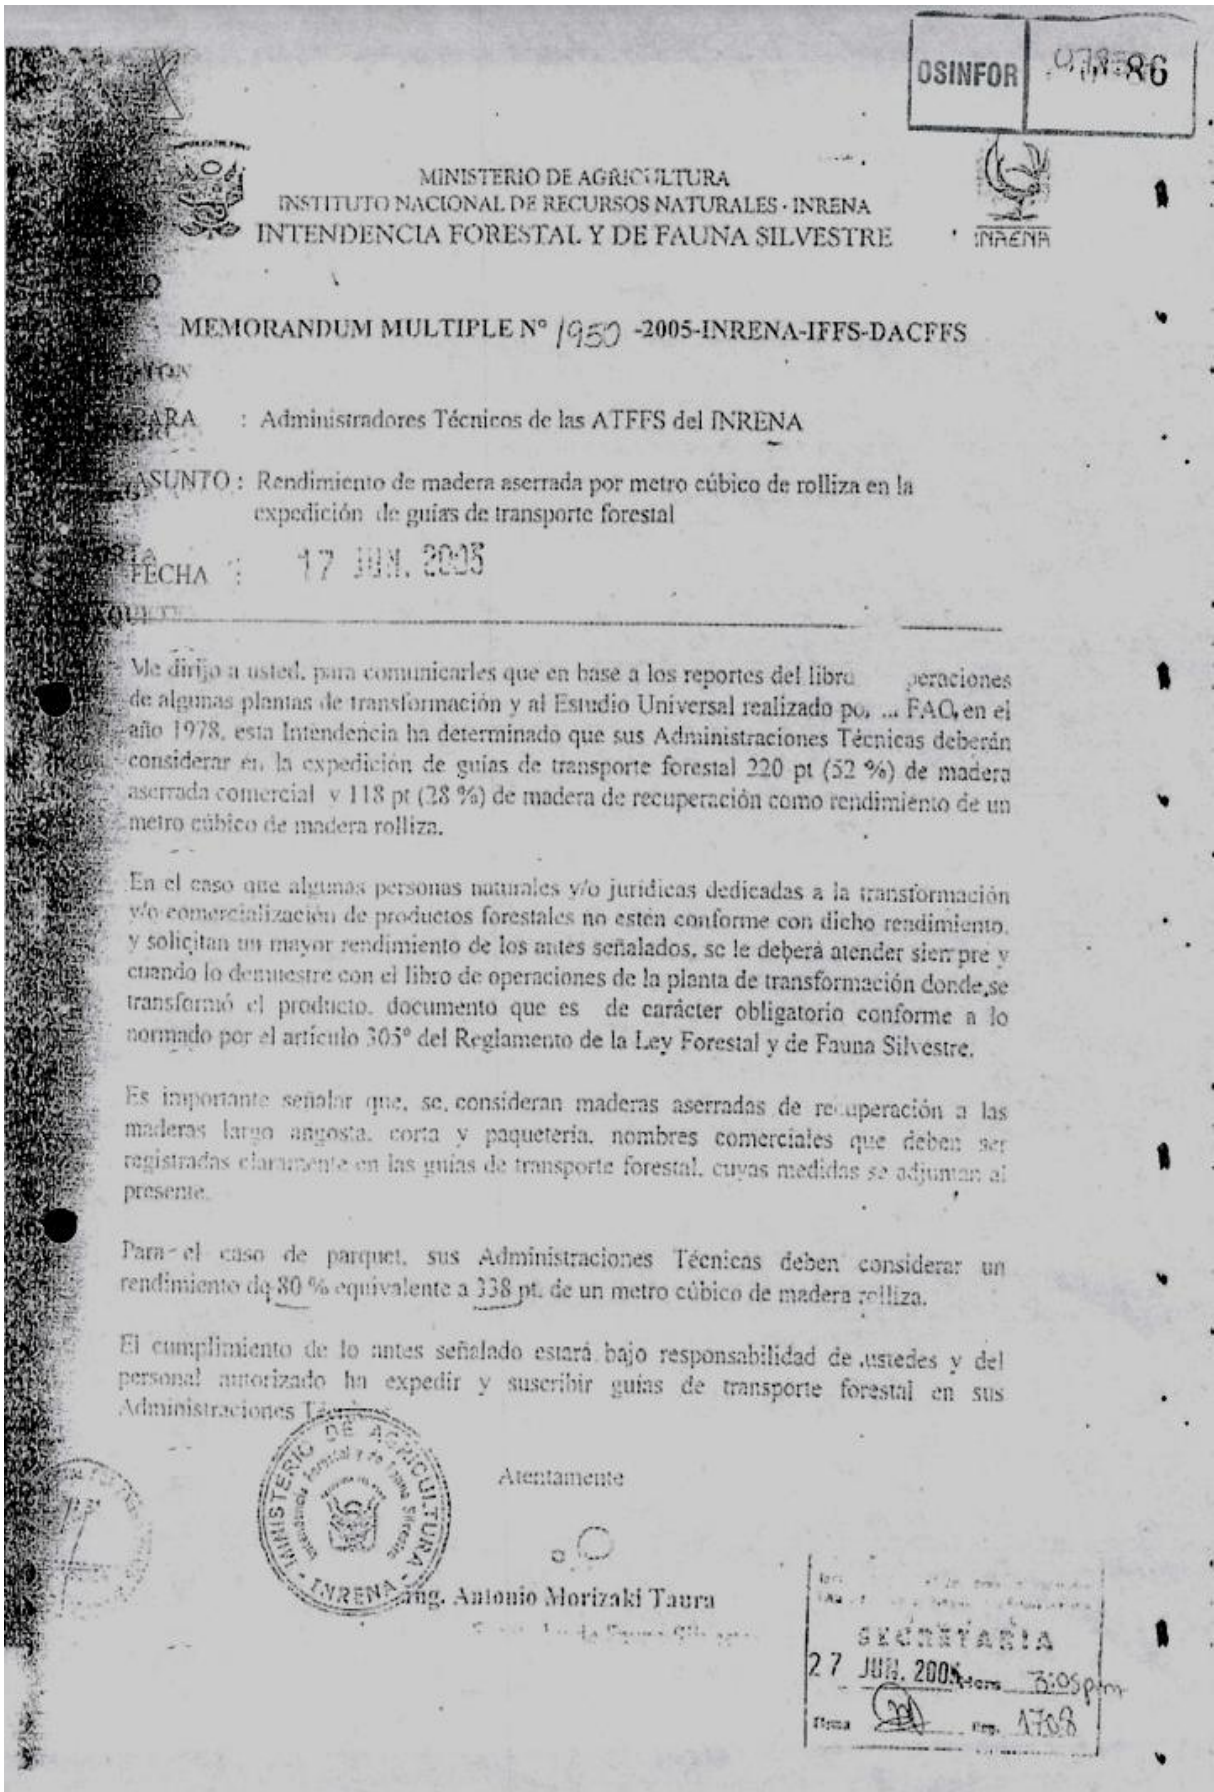 OSINFOR
86
MINISTERIO DE AGRICULTURA
INSTITUTO NACIONAL DE RECURSOS NATURALES - INRENA
INTENDENCIA FORESTAL Y DE FAUNA SILVESTRE
INRENA
MEMORANDUM MULTIPLE Nº 1950 -2005-INRENA-IFFS-DACFFS
PARA : Administradores Técnicos de las ATFFS del INRENA
ASUNTO : Rendimiento de madera aserrada por metro cúbico de rolliza en la
expedición de guías de transporte forestal
FECHA : 17 JUN. 2005
Me dirijo a usted, para comunicarles que en base a los reportes del libro peraciones
de algunas plantas de transformación y al Estudio Universal realizado po, ... FAO, en el
año 1978, esta Intendencia ha determinado que sus Administraciones Técnicas deberán
considerar en la expedición de guías de transporte forestal 220 pt (52 %) de madera
aserrada comercial y 118 pt (28 %) de madera de recuperación como rendimiento de un
metro cúbico de madera rolliza.
En el caso que algunas personas naturales y/o jurídicas dedicadas a la transformación
y/o comercialización de productos forestales no estén conforme con dicho rendimiento,
y solicitan un mayor rendimiento de los antes señalados, se le deberá atender siempre y
cuando lo demuestre con el libro de operaciones de la planta de transformación donde se
transformó el producto, documento que es de carácter obligatorio conforme a lo
normado por el artículo 305º del Reglamento de la Ley Forestal y de Fauna Silvestre.
Es importante señalar que, se consideran maderas aserradas de recuperación a las
maderas largo angosta, corta y paquetería, nombres comerciales que deben ser
registradas claramente en las guías de transporte forestal, cuyas medidas se adjuntan al
presente.
Para el caso de parquet, sus Administraciones Técnicas deben considerar un
rendimiento de 80 % equivalente a 338 pt. de un metro cúbico de madera rolliza.
El cumplimiento de lo antes señalado estará bajo responsabilidad de ustedes y del
personal autorizado ha expedir y suscribir guías de transporte forestal en sus
Administraciones
Atentamente
MINISTERIO DE AGRICULTURA
Intendencia Forestal y de Fauna Silvestre
- INRENA -
Ing. Antonio Morizaki Taura
SECRETARIA
27 JUN. 2005 Hora 3:05 pm
Firma Reg. 1708